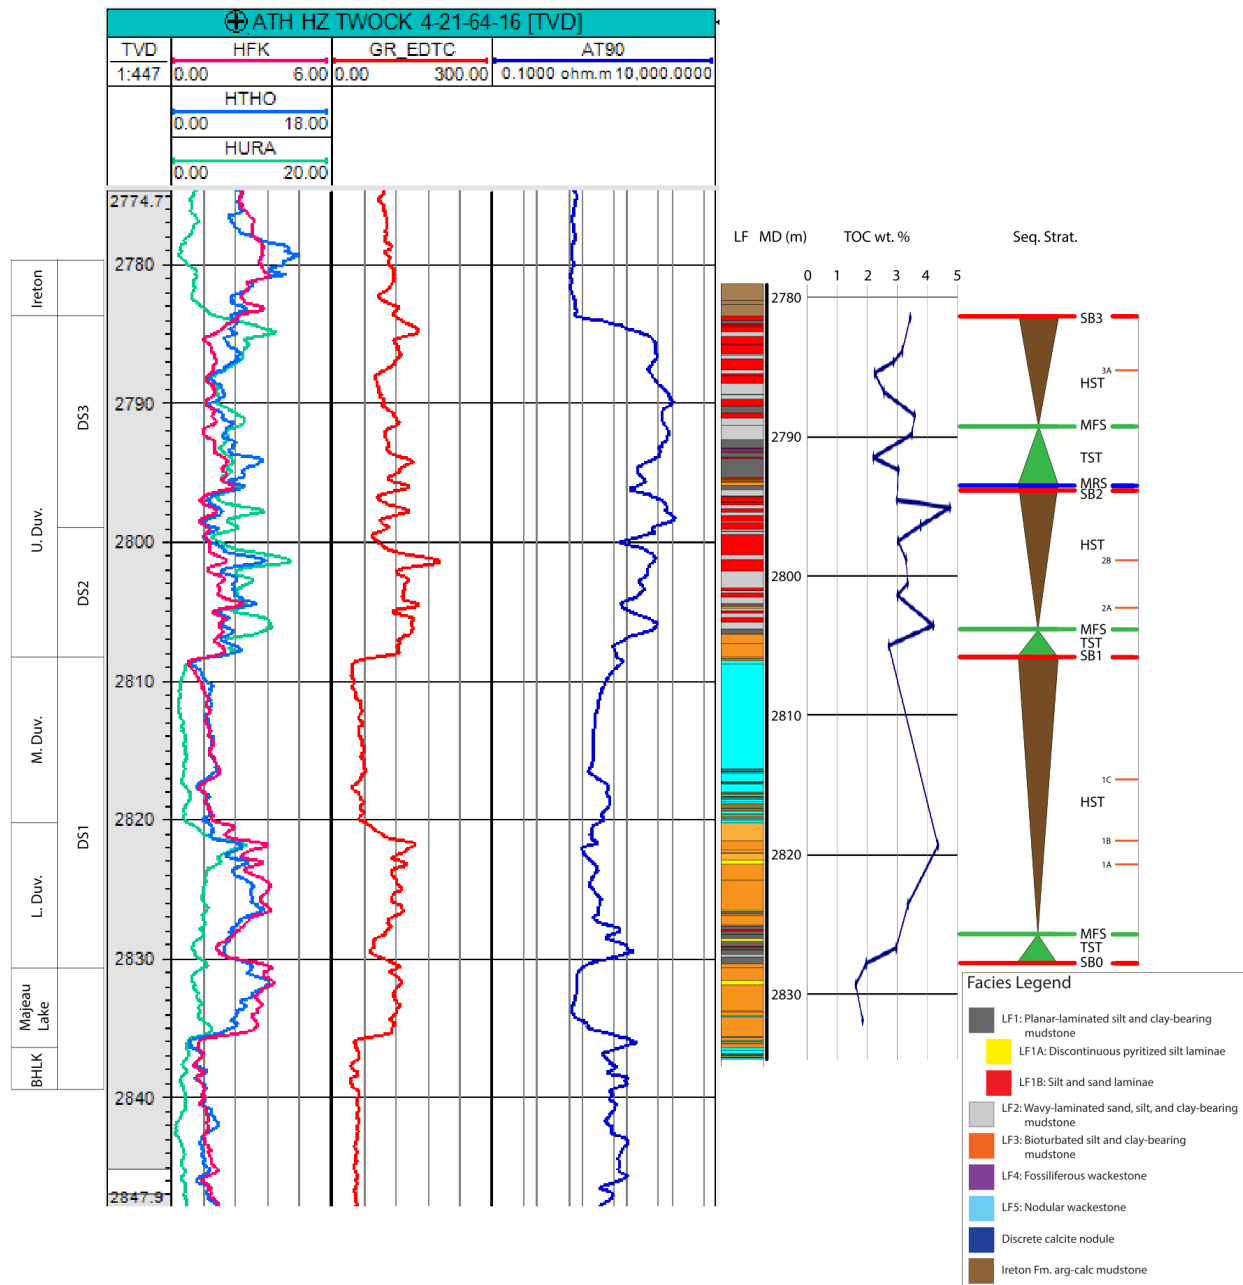 ATH HZ TWOCK 4-21-64-16 [TVD]
TVD HFK GR_EDTC AT90
1:447 0.00 6.00 0.00 300.00 0.1000 ohm.m 10,000.0000
HTHO
0.00 18.00
HURA
0.00 20.00
2774.7
2780
2790
2800
2810
2820
2830
2840
2847.9
Ireton
U. Duv.
M. Duv.
L. Duv.
Majeau
Lake
BHLK
DS3
DS2
DS1
LF MD (m) TOC wt. % Seq. Strat.
0 1 2 3 4 5
2780
2790
2800
2810
2820
2830
SB3
3A
HST
MFS
TST
MRS
SB2
HST
2B
2A
MFS
TST
SB1
1C
HST
1B
1A
MFS
TST
SB0
Facies Legend
LF1: Planar-laminated silt and clay-bearing
mudstone
LF1A: Discontinuous pyritized silt laminae
LF1B: Silt and sand laminae
LF2: Wavy-laminated sand, silt, and clay-bearing
mudstone
LF3: Bioturbated silt and clay-bearing
mudstone
LF4: Fossiliferous wackestone
LF5: Nodular wackestone
Discrete calcite nodule
Ireton Fm. arg-calc mudstone